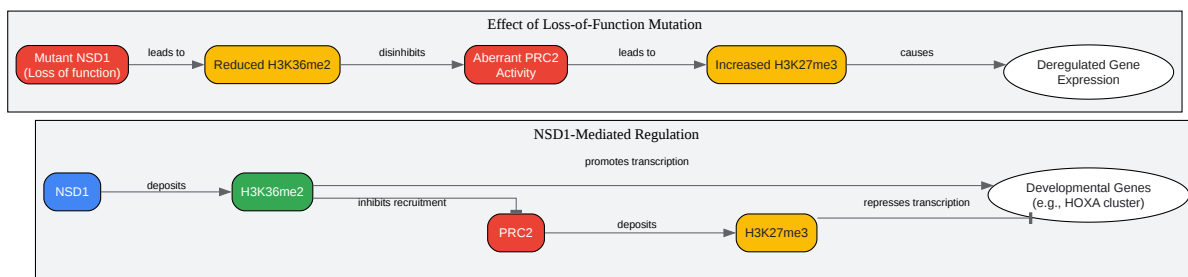 Effect of Loss-of-Function Mutation
Mutant NSD1
(Loss of function)
leads to
Reduced H3K36me2
disinhibits
Aberrant PRC2
Activity
leads to
Increased H3K27me3
causes
Deregulated Gene
Expression
NSD1-Mediated Regulation
NSD1
deposits
H3K36me2
promotes transcription
inhibits recruitment
PRC2
deposits
H3K27me3
represses transcription
Developmental Genes
(e.g., HOXA cluster)